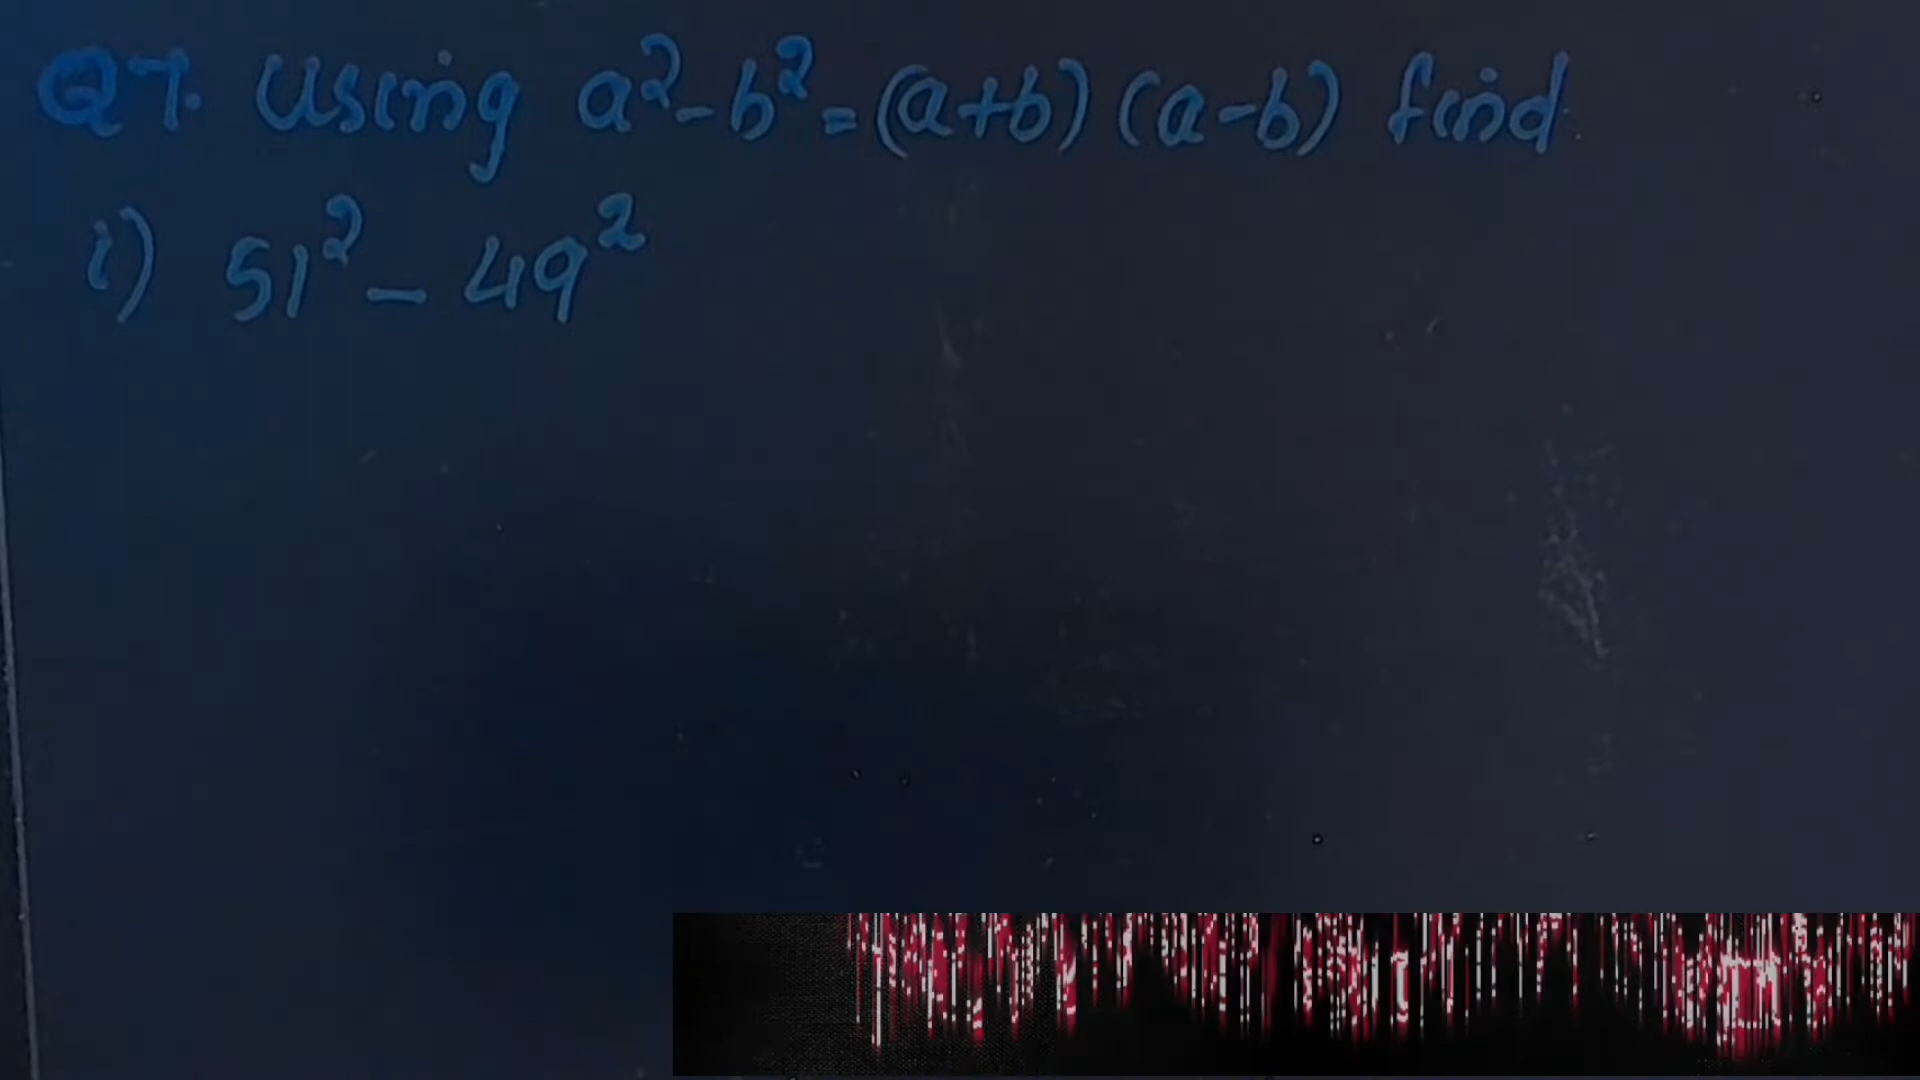 Q7. Using a²-b²=(a+b) (a-b) find
i) 51² - 49²